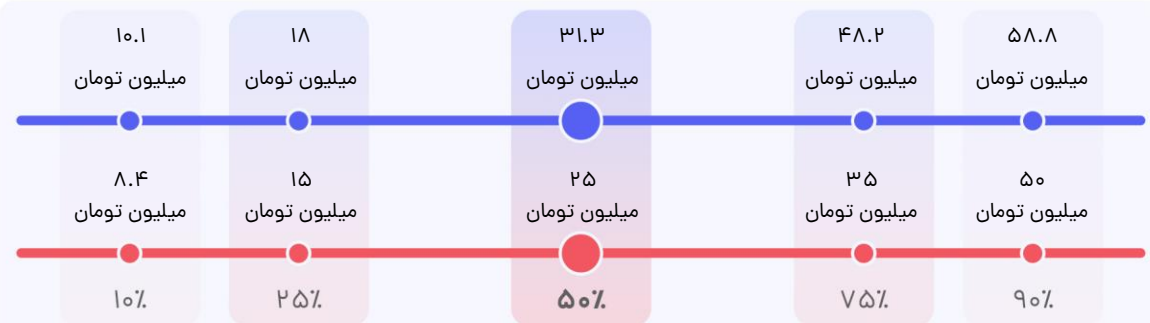 ۱۰.۱ ۱۸ ۳۱.۳ ۴۸.۲ ۵۸.۸
میلیون تومان میلیون تومان میلیون تومان میلیون تومان میلیون تومان
۸.۴ ۱۵ ۲۵ ۳۵ ۵۰
میلیون تومان میلیون تومان میلیون تومان میلیون تومان میلیون تومان
۱۰٪ ۲۵٪ ۵۰٪ ۷۵٪ ۹۰٪